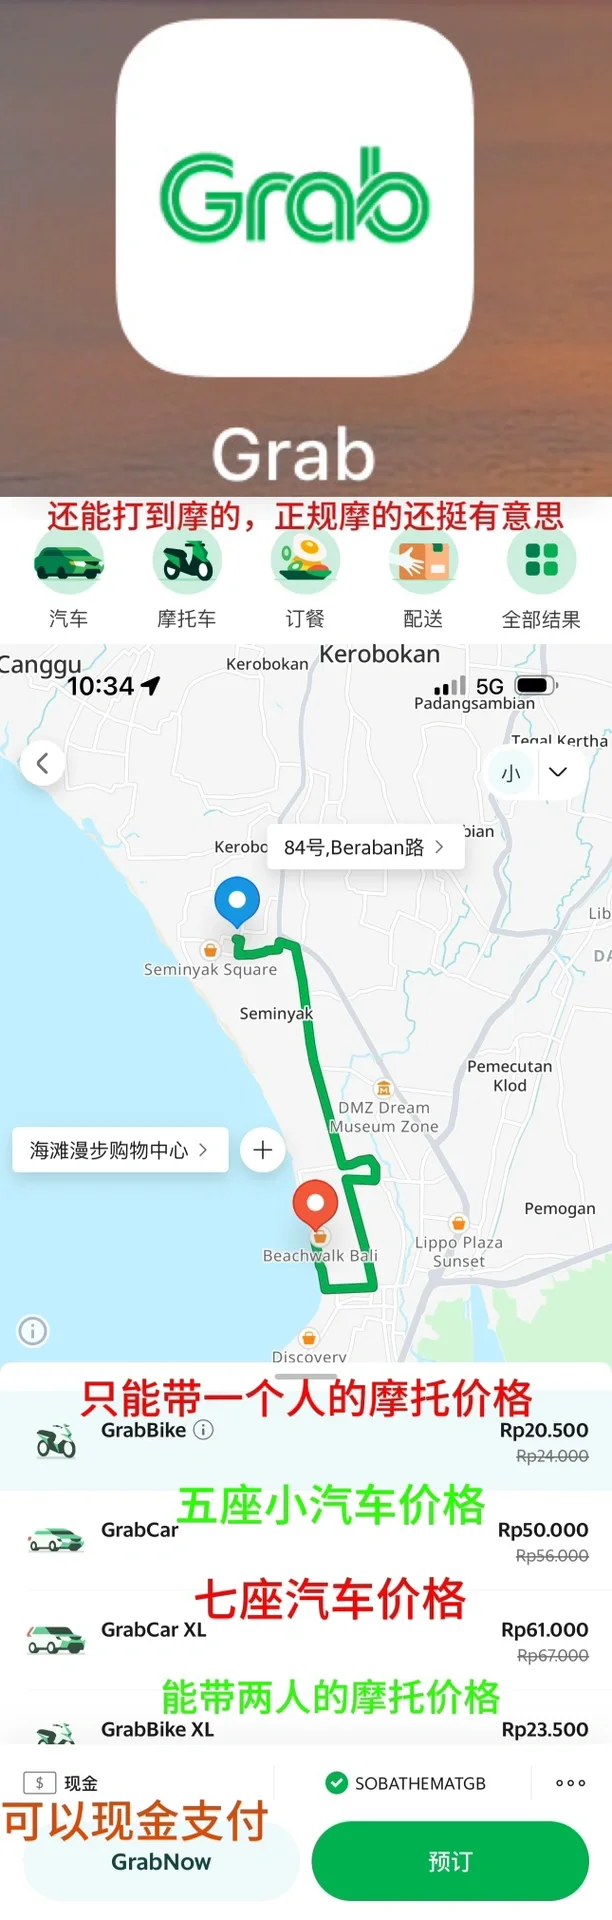 Grab
Grab
还能打到摩的，正规摩的还挺有意思
汽车 摩托车 订餐 配送 全部结果
Canggu
Kerobokan
Kerobokan
10:34
5G
Padangsambian
Tegal Kertha
小
bian
Kerobo
84号,Beraban路
Lib
DA
Seminyak Square
Seminyak
Pemecutan
Klod
DMZ Dream
Museum Zone
海滩漫步购物中心
Pemogan
Lippo Plaza
Sunset
Beachwalk Bali
Discovery
只能带一个人的摩托价格
GrabBike Rp20.500
Rp24.000
五座小汽车价格
GrabCar Rp50.000
Rp56.000
七座汽车价格
GrabCar XL Rp61.000
Rp67.000
能带两人的摩托价格
GrabBike XL Rp23.500
$ 现金 SOBATHEMATGB
可以现金支付
GrabNow 预订